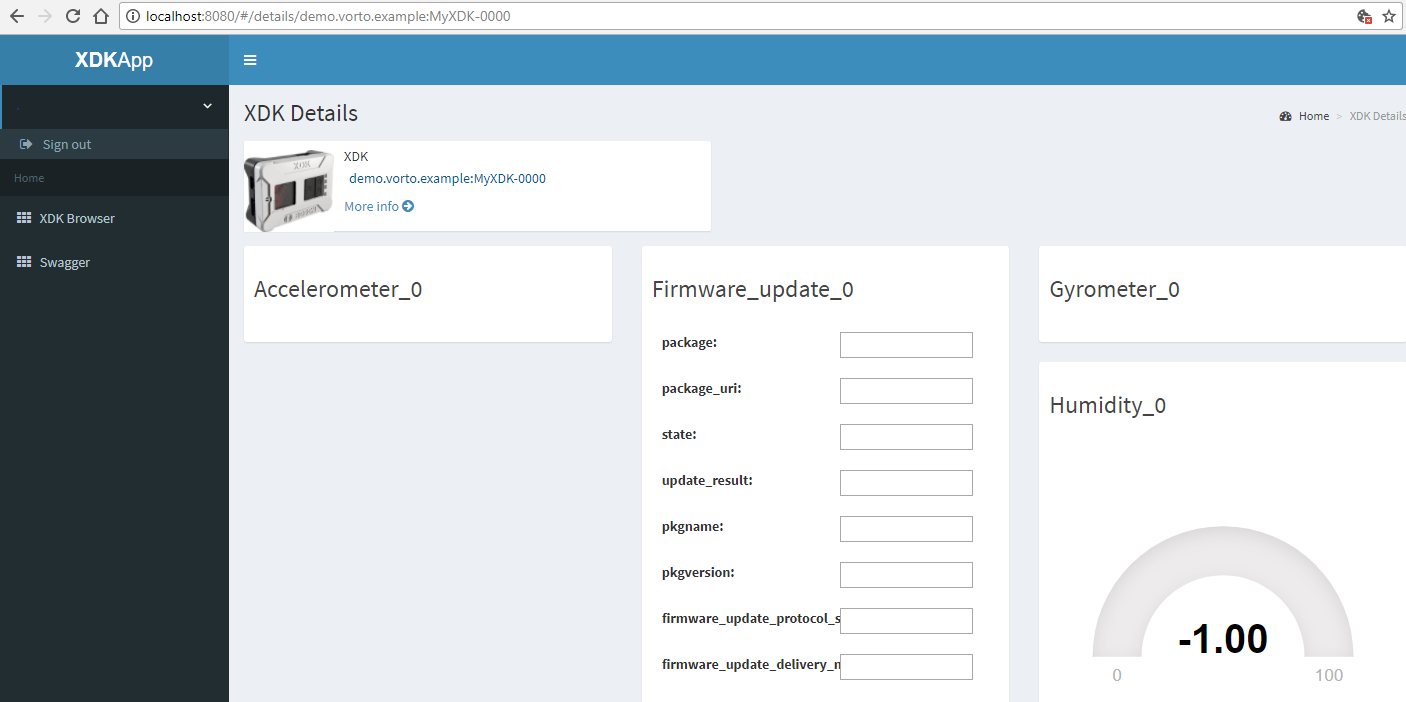 localhost:8080/#/details/demo.vorto.example:MyXDK-0000
XDKApp
Sign out
Home
XDK Browser
Swagger
XDK Details
Home > XDK Details
XDK
demo.vorto.example:MyXDK-0000
More info
Accelerometer_0
Firmware_update_0
package:
package_uri:
state:
update_result:
pkgname:
pkgversion:
firmware_update_protocol_s
firmware_update_delivery_m
Gyrometer_0
Humidity_0
-1.00
0
100